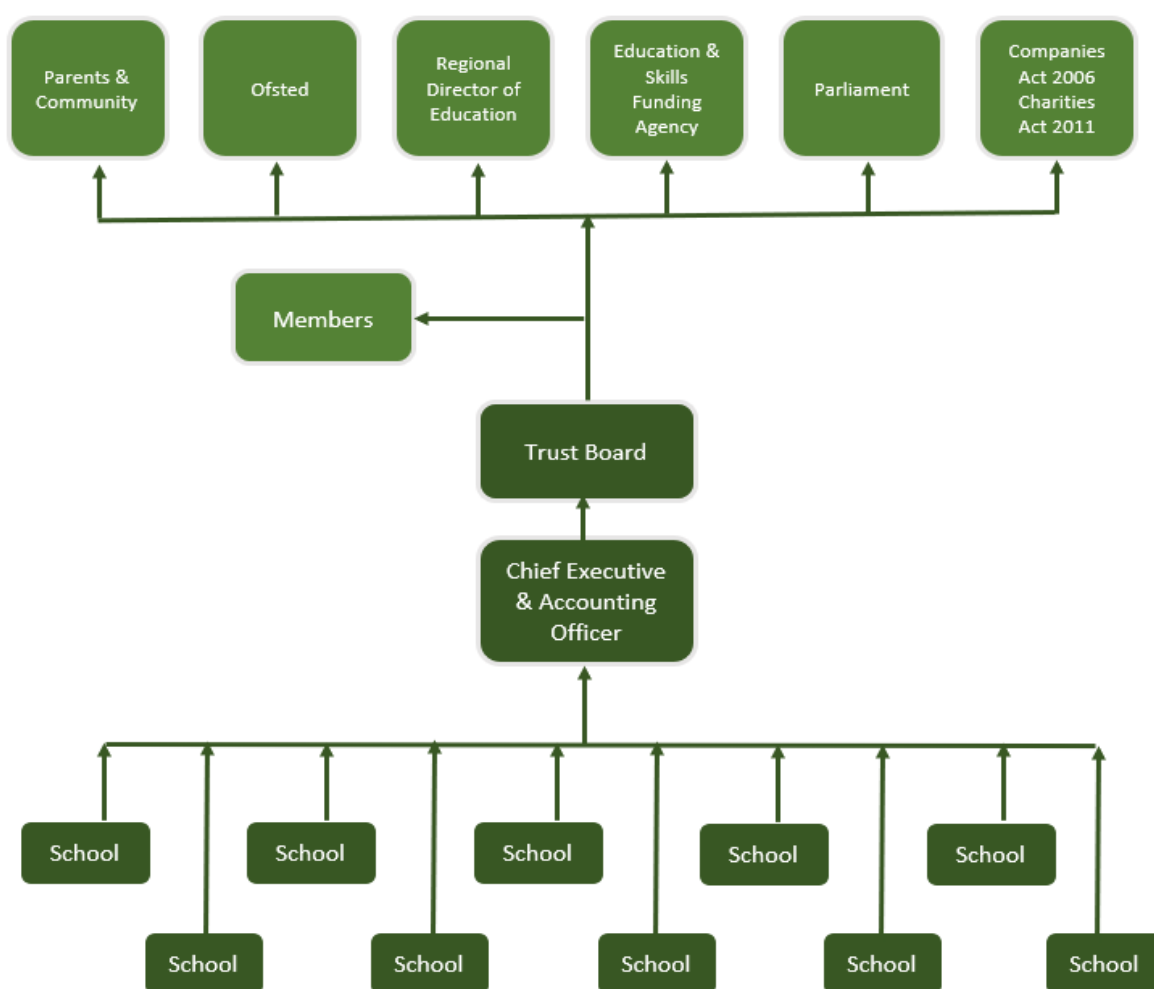 Parents &
Community
Ofsted
Regional
Director of
Education
Education &
Skills
Funding
Agency
Parliament
Companies
Act 2006
Charities
Act 2011
Members
Trust Board
Chief Executive
& Accounting
Officer
School
School
School
School
School
School
School
School
School
School